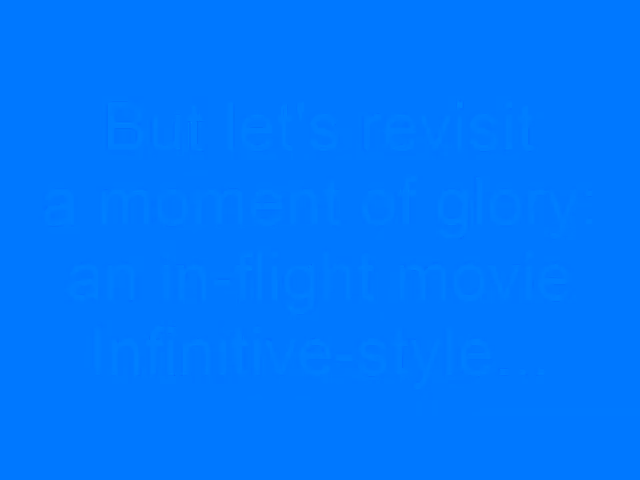 But let's revisit
a moment of glory:
an in-flight movie
Infinitive-style...